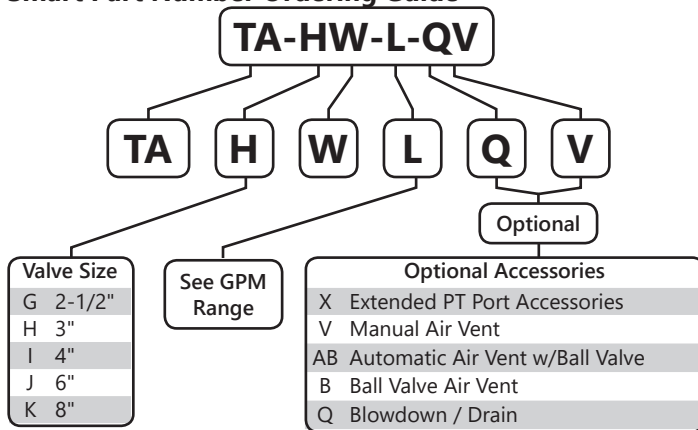 Smart Part Number Ordering Guide
TA-HW-L-QV
TA H W L Q V
Optional
Valve Size
G 2-1/2"
H 3"
I 4"
J 6"
K 8"
See GPM
Range
Optional Accessories
X Extended PT Port Accessories
V Manual Air Vent
AB Automatic Air Vent w/Ball Valve
B Ball Valve Air Vent
Q Blowdown / Drain